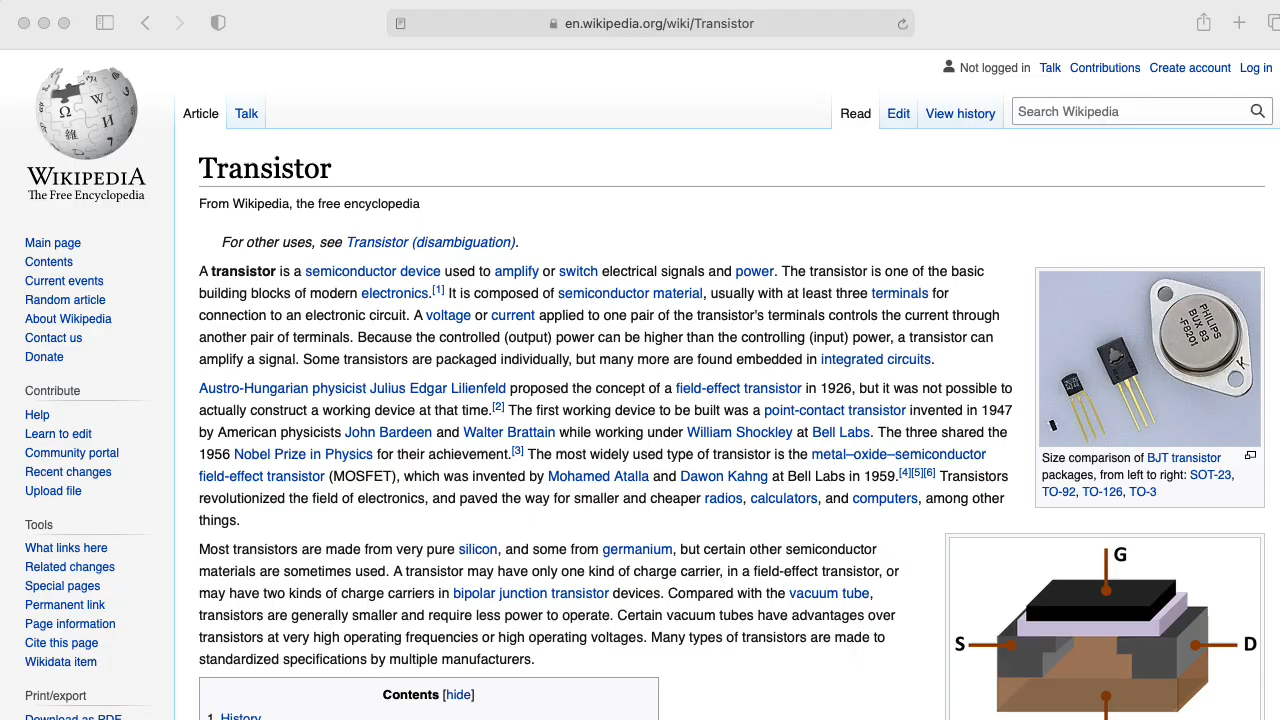 en.wikipedia.org/wiki/Transistor
Not logged in Talk Contributions Create account Log in
Article Talk
Read Edit View history Search Wikipedia
WIKIPEDIA
The Free Encyclopedia
Main page
Contents
Current events
Random article
About Wikipedia
Contact us
Donate
Contribute
Help
Learn to edit
Community portal
Recent changes
Upload file
Tools
What links here
Related changes
Special pages
Permanent link
Page information
Cite this page
Wikidata item
Print/export
Download as PDF
Transistor
From Wikipedia, the free encyclopedia
For other uses, see Transistor (disambiguation).
A transistor is a semiconductor device used to amplify or switch electrical signals and power. The transistor is one of the basic
building blocks of modern electronics.[1] It is composed of semiconductor material, usually with at least three terminals for
connection to an electronic circuit. A voltage or current applied to one pair of the transistor's terminals controls the current through
another pair of terminals. Because the controlled (output) power can be higher than the controlling (input) power, a transistor can
amplify a signal. Some transistors are packaged individually, but many more are found embedded in integrated circuits.
Austro-Hungarian physicist Julius Edgar Lilienfeld proposed the concept of a field-effect transistor in 1926, but it was not possible to
actually construct a working device at that time.[2] The first working device to be built was a point-contact transistor invented in 1947
by American physicists John Bardeen and Walter Brattain while working under William Shockley at Bell Labs. The three shared the
1956 Nobel Prize in Physics for their achievement.[3] The most widely used type of transistor is the metal–oxide–semiconductor
field-effect transistor (MOSFET), which was invented by Mohamed Atalla and Dawon Kahng at Bell Labs in 1959.[4][5][6] Transistors
revolutionized the field of electronics, and paved the way for smaller and cheaper radios, calculators, and computers, among other
things.
Most transistors are made from very pure silicon, and some from germanium, but certain other semiconductor
materials are sometimes used. A transistor may have only one kind of charge carrier, in a field-effect transistor, or
may have two kinds of charge carriers in bipolar junction transistor devices. Compared with the vacuum tube,
transistors are generally smaller and require less power to operate. Certain vacuum tubes have advantages over
transistors at very high operating frequencies or high operating voltages. Many types of transistors are made to
standardized specifications by multiple manufacturers.
Contents [hide]
1 History
PHILIPS
BUX 83
-F6201
K
Size comparison of BJT transistor
packages, from left to right: SOT-23,
TO-92, TO-126, TO-3
G
S
D